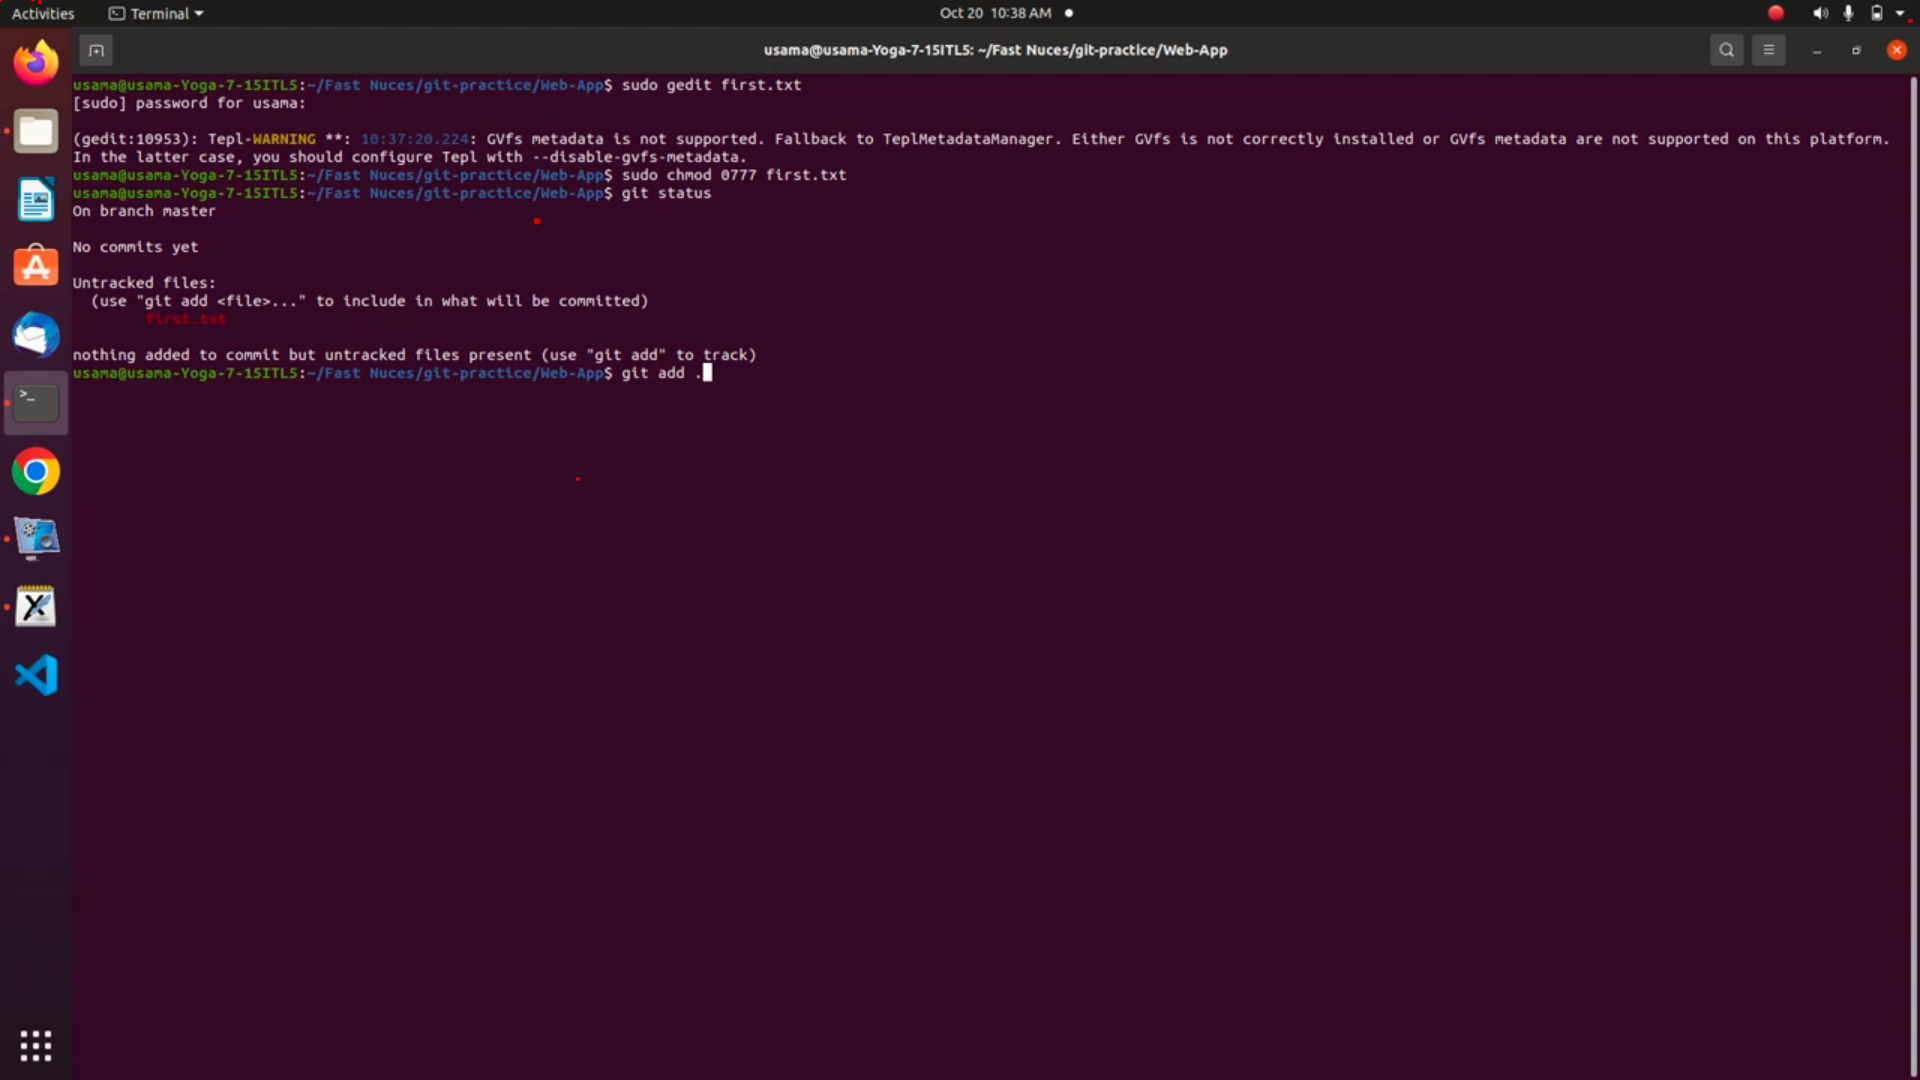 Activities
Terminal
Oct 20 10:38 AM
usama@usama-Yoga-7-15ITL5: ~/Fast Nuces/git-practice/Web-App
usama@usama-Yoga-7-15ITL5:~/Fast Nuces/git-practice/Web-App$ sudo gedit first.txt
[sudo] password for usama:
(gedit:10953): Tepl-WARNING **: 10:37:20.224: GVfs metadata is not supported. Fallback to TeplMetadataManager. Either GVfs is not correctly installed or GVfs metadata are not supported on this platform.
In the latter case, you should configure Tepl with --disable-gvfs-metadata.
usama@usama-Yoga-7-15ITL5:~/Fast Nuces/git-practice/Web-App$ sudo chmod 0777 first.txt
usama@usama-Yoga-7-15ITL5:~/Fast Nuces/git-practice/Web-App$ git status
On branch master
No commits yet
Untracked files:
(use "git add <file>..." to include in what will be committed)
first.txt
nothing added to commit but untracked files present (use "git add" to track)
usama@usama-Yoga-7-15ITL5:~/Fast Nuces/git-practice/Web-App$ git add .